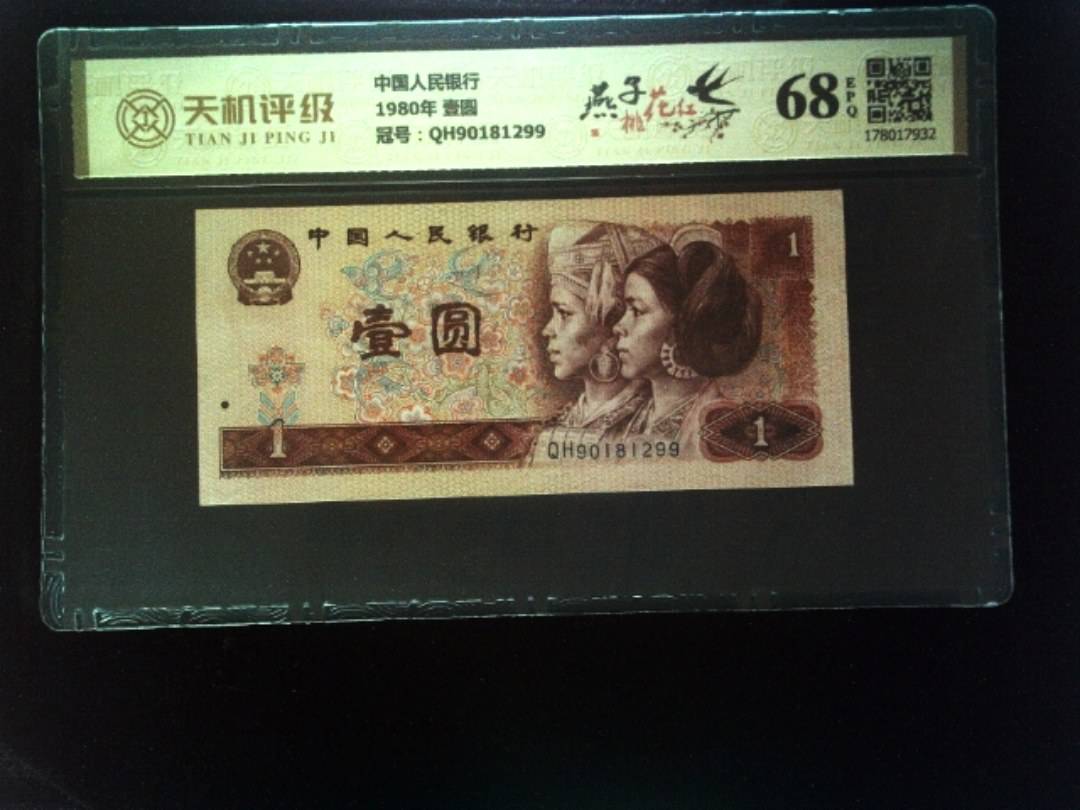 天机评级
TIAN JI PING JI
中国人民银行
1980年 壹圆
冠号：QH90181299
燕子
桃花红
68
EPQ
178017932
中国人民银行
1
壹圆
1
1
QH90181299